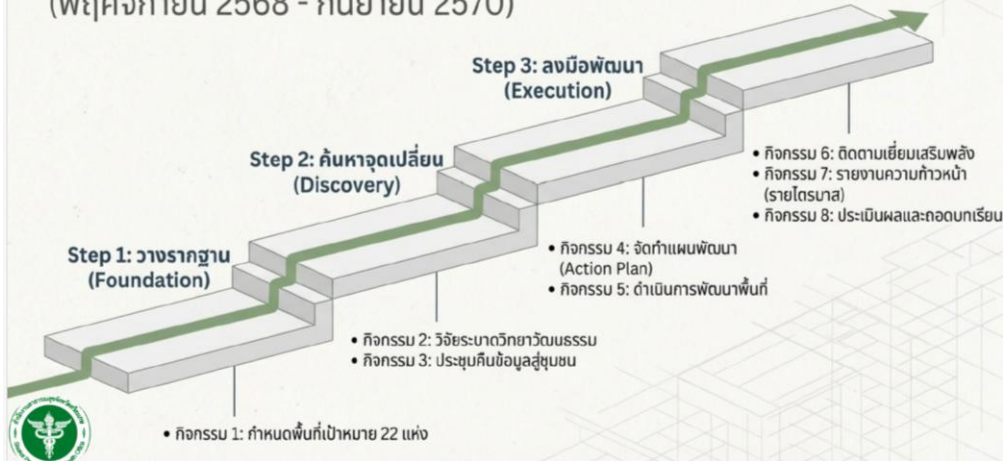 (พฤศจิกายน 2568 - กันยายน 2570)
Step 3: ลงมือพัฒนา
(Execution)
Step 2: ค้นหาจุดเปลี่ยน
(Discovery)
Step 1: วางรากฐาน
(Foundation)
• กิจกรรม 6: ติดตามเยี่ยมเสริมพลัง
• กิจกรรม 7: รายงานความก้าวหน้า
(รายไตรมาส)
• กิจกรรม 8: ประเมินผลและถอดบทเรียน
• กิจกรรม 4: จัดทำแผนพัฒนา
(Action Plan)
• กิจกรรม 5: ดำเนินการพัฒนาพื้นที่
• กิจกรรม 2: วิจัยระบาดวิทยาวัฒนธรรม
• กิจกรรม 3: ประชุมคืนข้อมูลสู่ชุมชน
• กิจกรรม 1: กำหนดพื้นที่เป้าหมาย 22 แห่ง